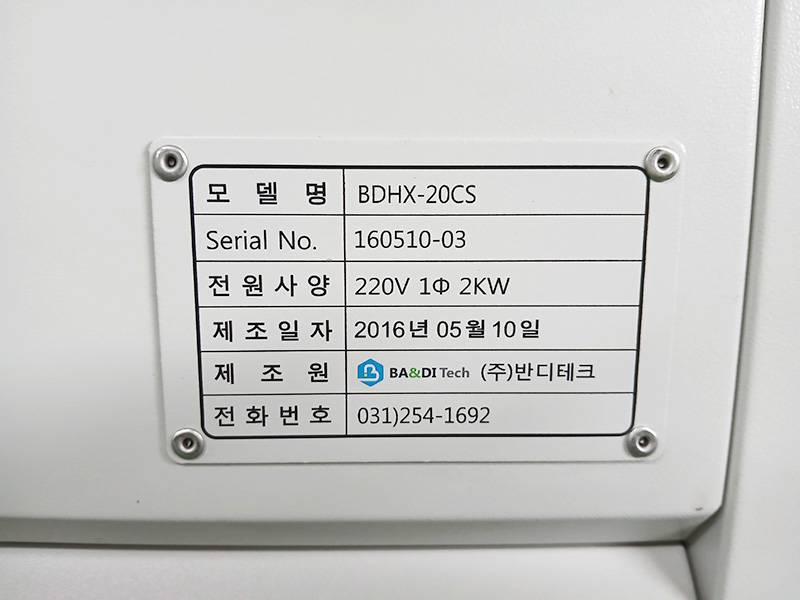 모 델 명 BDHX-20CS
Serial No. 160510-03
전 원 사 양 220V 1Φ 2KW
제 조 일 자 2016년 05월 10일
제 조 원 BA&DI Tech (주)반디테크
전 화 번 호 031)254-1692